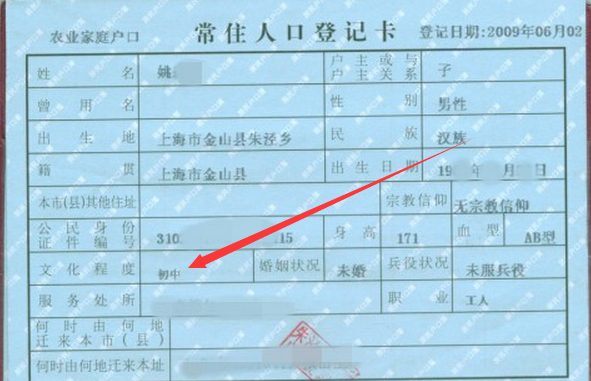 农业家庭户口 常住人口登记卡 登记日期:2009年06月02
姓名 姚 户主或与户主关系 子
曾用名 性别 男性
出生地 上海市金山县朱泾乡 民族 汉族
籍贯 上海市金山县 出生日期 19 年 月
本市(县)其他住址 宗教信仰 无宗教信仰
公民身份证件编号 310 15 身高 171 血型 AB型
文化程度 初中 婚姻状况 未婚 兵役状况 未服兵役
服务处所 职业 工人
何时由何地迁来本市(县)
何时由何地迁来本址